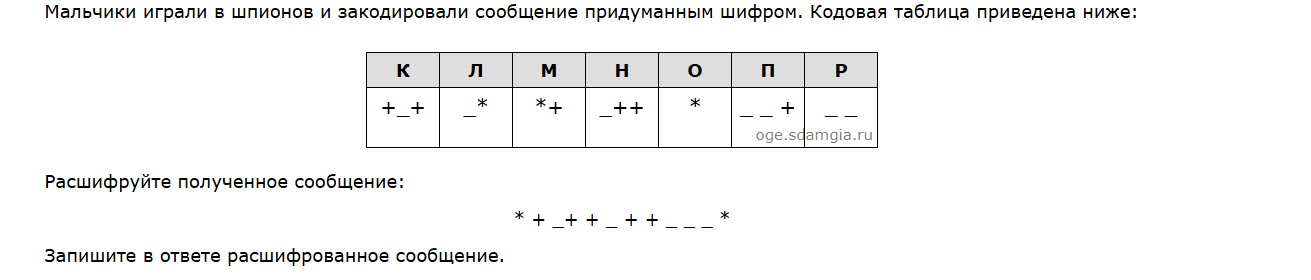 Мальчики играли в шпионов и закодировали сообщение придуманным шифром. Кодовая таблица приведена ниже:
К Л М Н О П Р
+_+ _* *+ _++ * _ _ + _ _
oge.sdamgia.ru
Расшифруйте полученное сообщение:
* + _+ + _ + + _ _ _ *
Запишите в ответе расшифрованное сообщение.